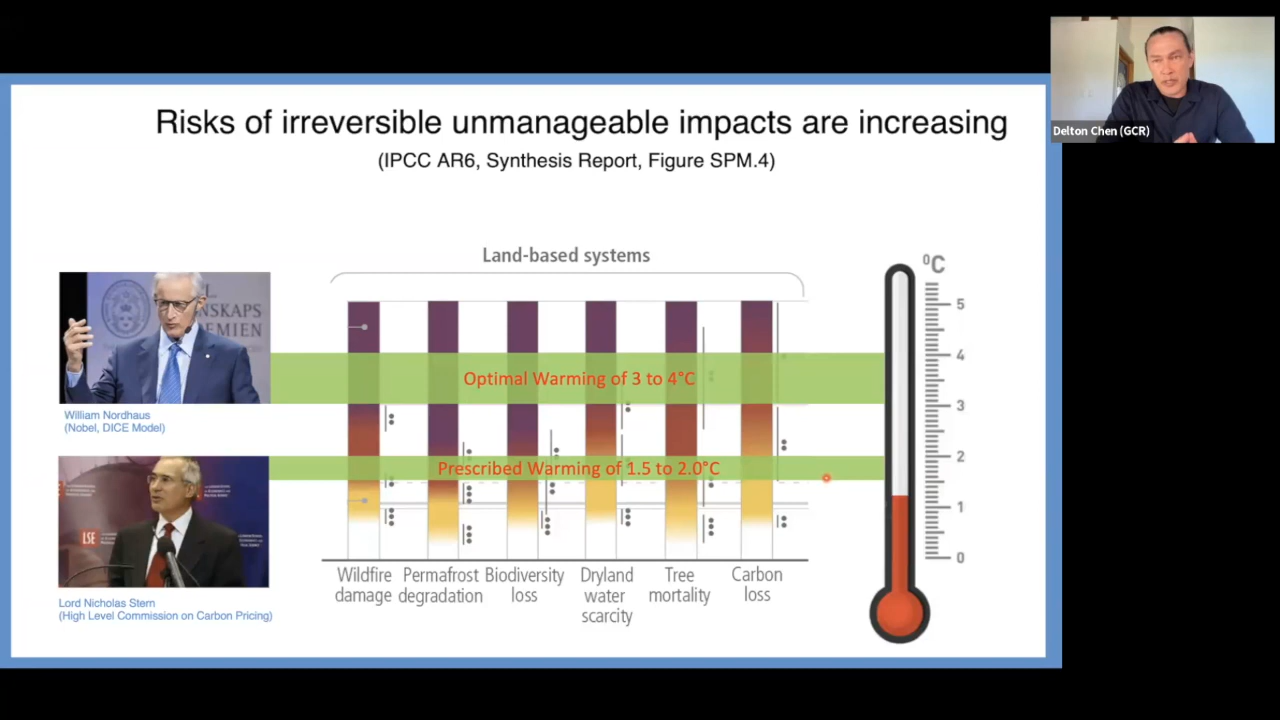 Risks of irreversible unmanageable impacts are increasing
(IPCC AR6, Synthesis Report, Figure SPM.4)
Delton Chen (GCR)
Land-based systems
°C
NSKAPS
EMIEN
William Nordhaus
(Nobel, DICE Model)
Optimal Warming of 3 to 4°C
Prescribed Warming of 1.5 to 2.0°C
LSE
Lord Nicholas Stern
(High Level Commission on Carbon Pricing)
5
4
3
2
1
0
Wildfire
damage
Permafrost
degradation
Biodiversity
loss
Dryland
water
scarcity
Tree
mortality
Carbon
loss